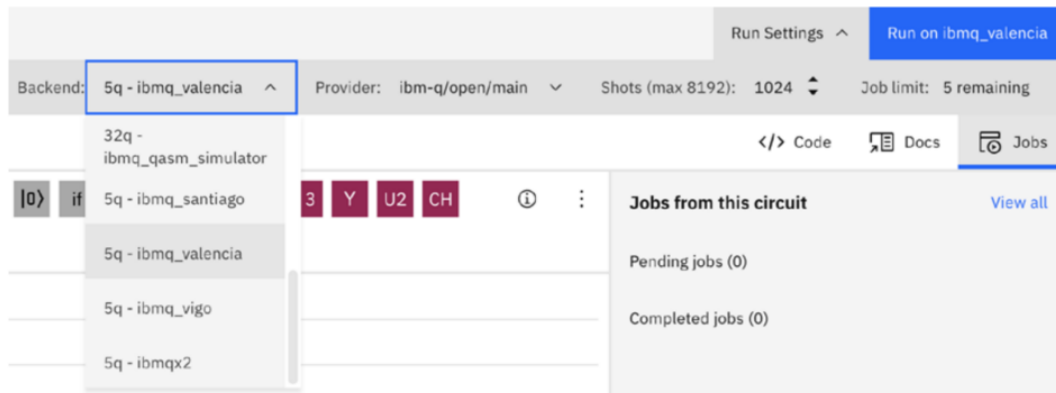 Run Settings Run on ibmq_valencia
Backend: 5q - ibmq_valencia Provider: ibm-q/open/main Shots (max 8192): 1024 Job limit: 5 remaining
32q -
ibmq_qasm_simulator
</> Code Docs Jobs
|0⟩ if 5q - ibmq_santiago 3 Y U2 CH Jobs from this circuit View all
5q - ibmq_valencia
Pending jobs (0)
5q - ibmq_vigo
Completed jobs (0)
5q - ibmqx2